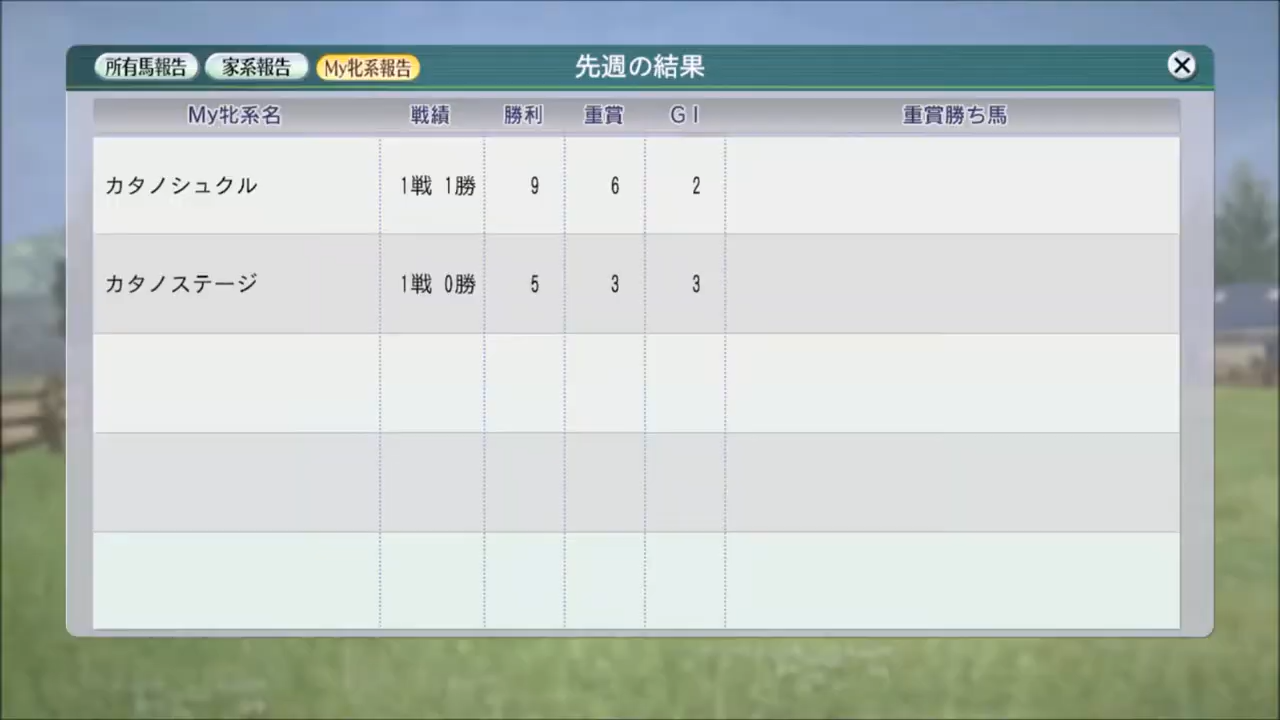 所有馬報告 家系報告 My牝系報告 先週の結果
My牝系名 戦績 勝利 重賞 GⅠ 重賞勝ち馬
カタノシュクル 1戦 1勝 9 6 2
カタノステージ 1戦 0勝 5 3 3